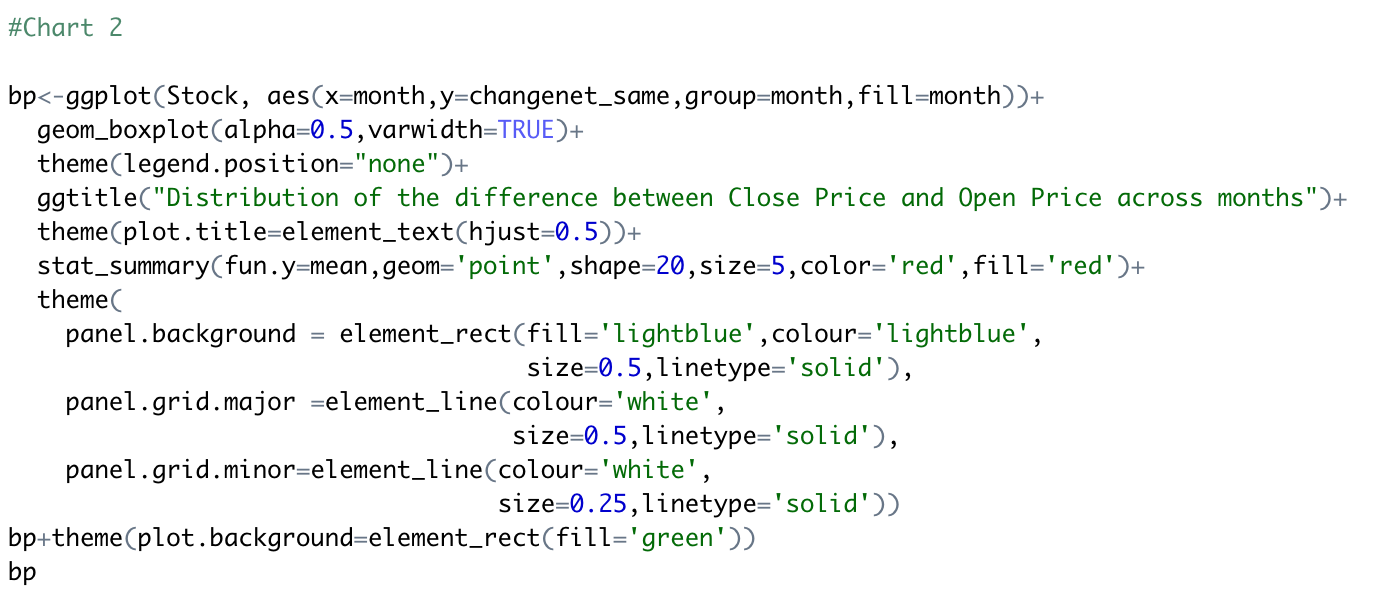 #Chart 2
bp<-ggplot(Stock, aes(x=month,y=changenet_same,group=month,fill=month))+
geom_boxplot(alpha=0.5,varwidth=TRUE)+
theme(legend.position="none")+
ggtitle("Distribution of the difference between Close Price and Open Price across months")+
theme(plot.title=element_text(hjust=0.5))+
stat_summary(fun.y=mean,geom='point',shape=20,size=5,color='red',fill='red')+
theme(
panel.background = element_rect(fill='lightblue',colour='lightblue',
size=0.5,linetype='solid'),
panel.grid.major =element_line(colour='white',
size=0.5,linetype='solid'),
panel.grid.minor=element_line(colour='white',
size=0.25,linetype='solid'))
bp+theme(plot.background=element_rect(fill='green'))
bp